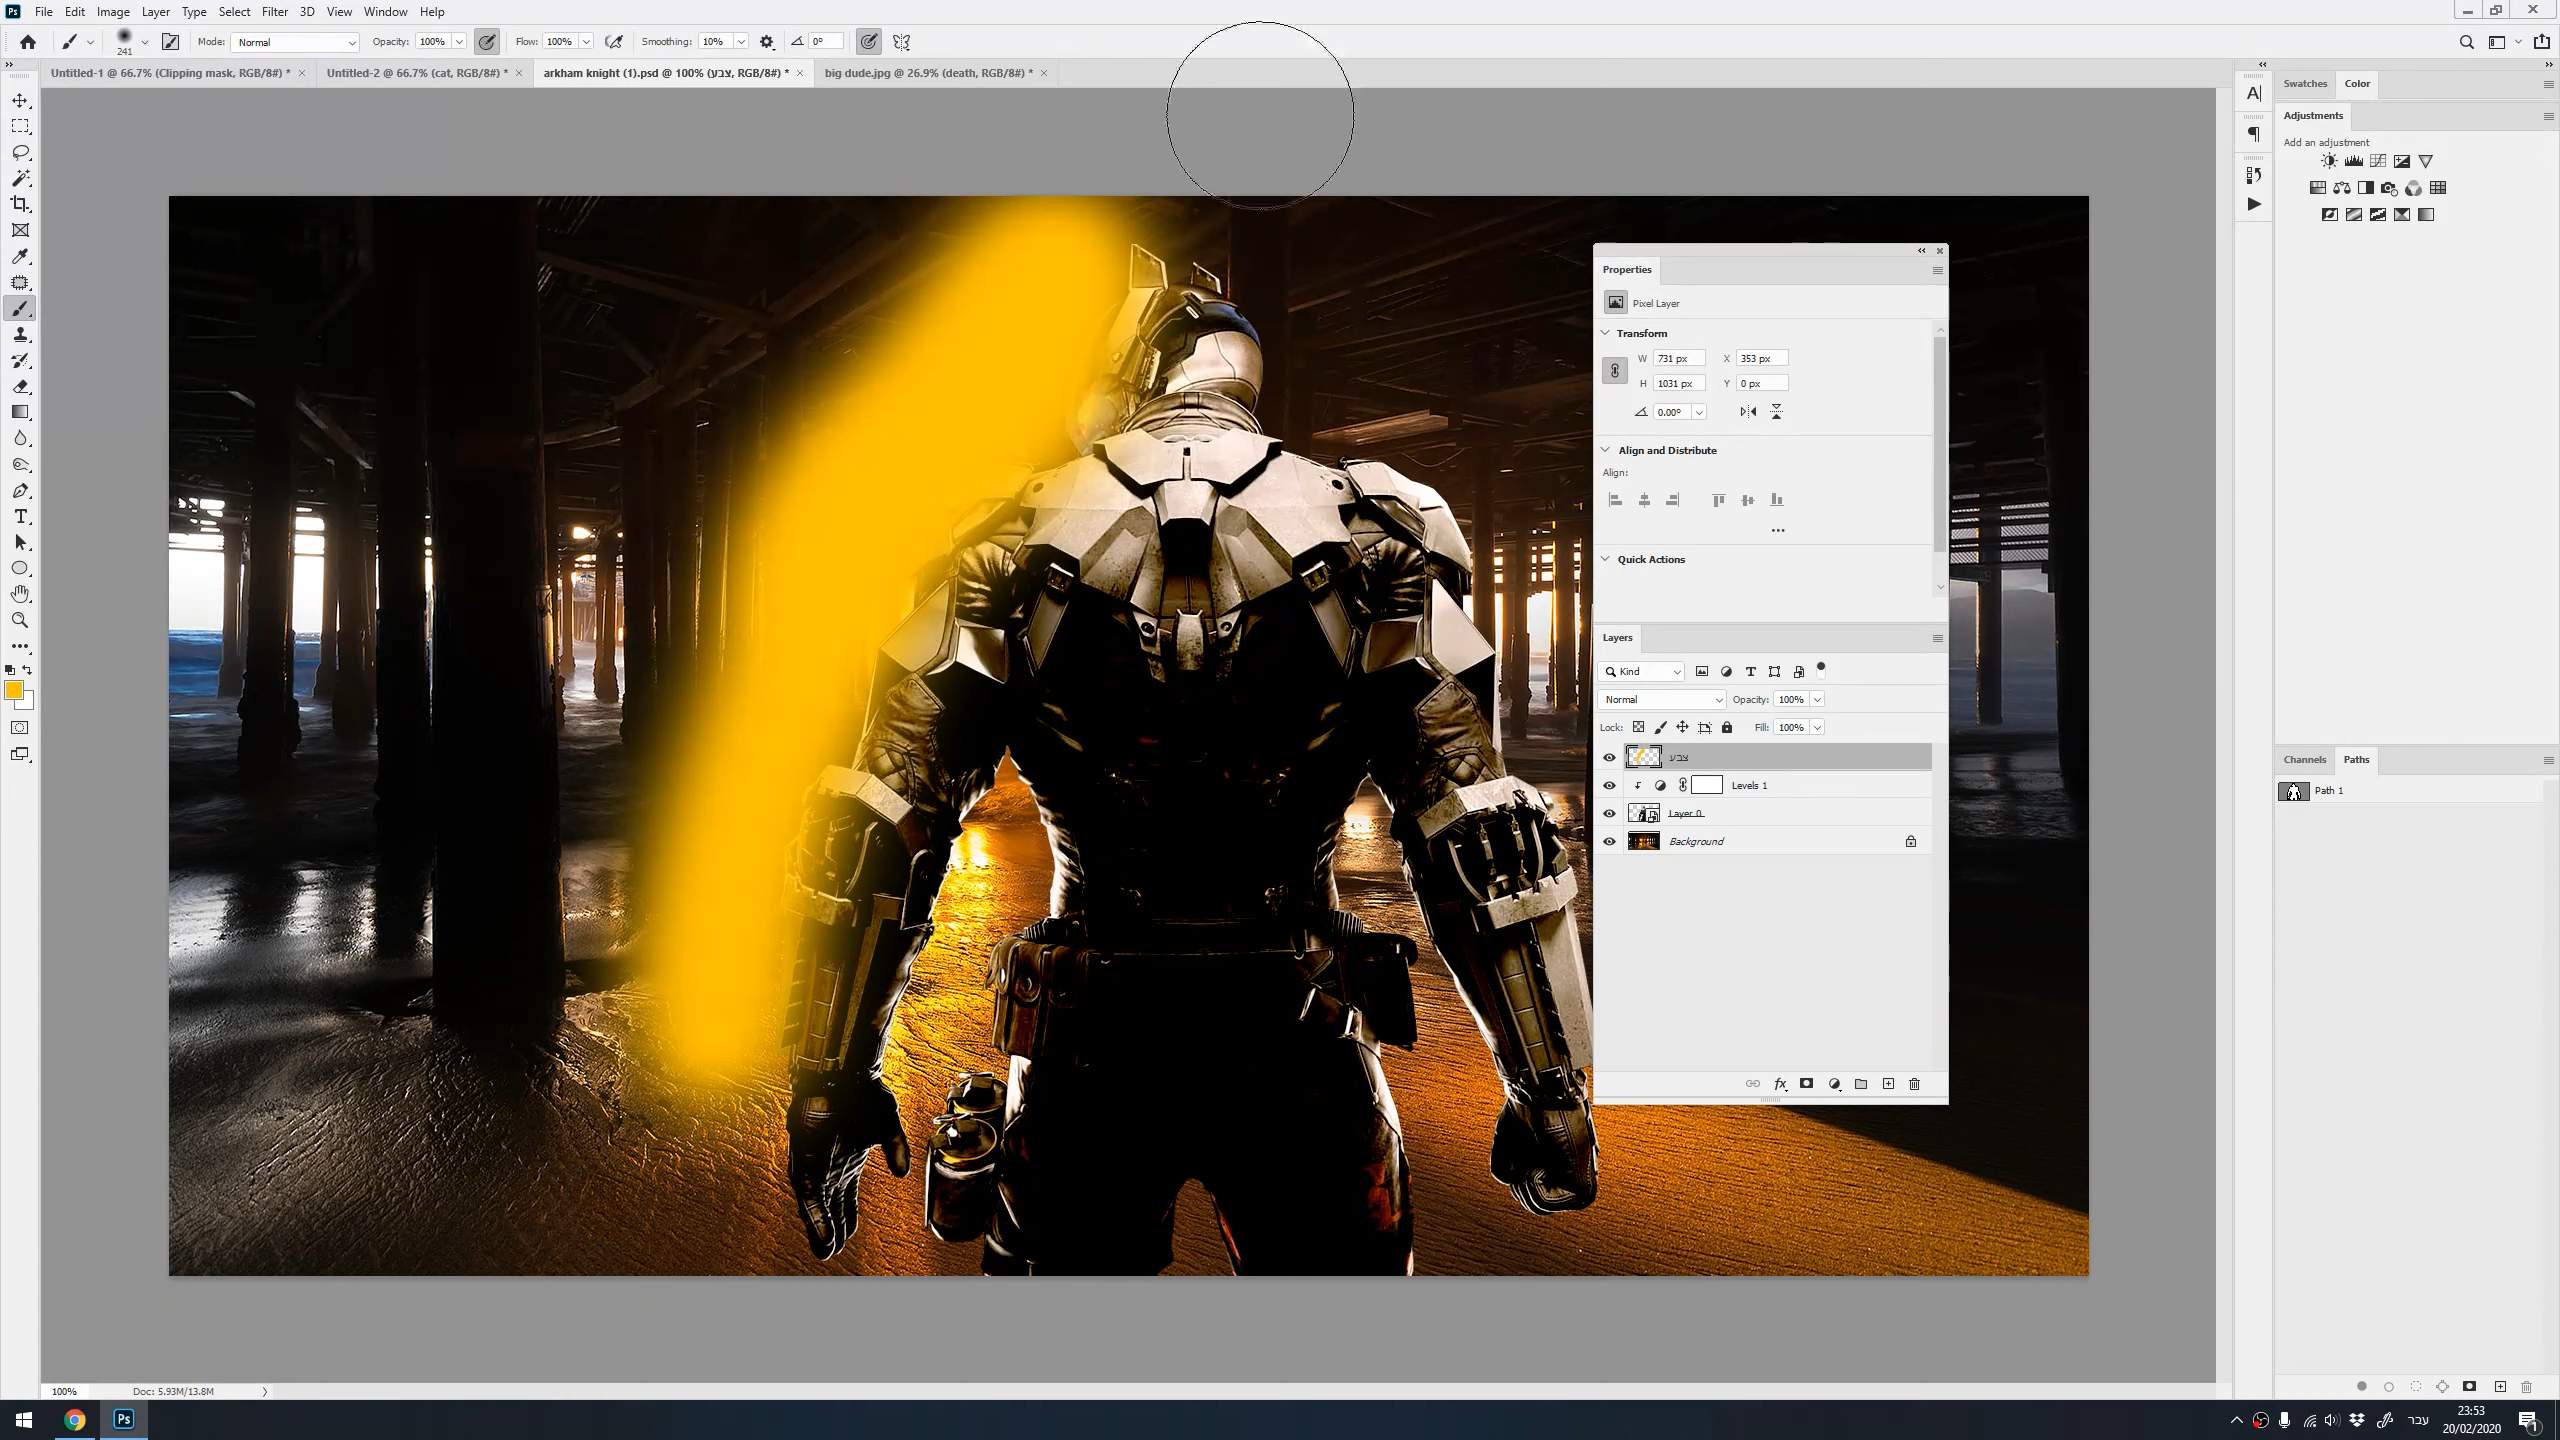 Ps File Edit Image Layer Type Select Filter 3D View Window Help
241 Mode: Normal Opacity: 100% Flow: 100% Smoothing: 10% 0°
Untitled-1 @ 66.7% (Clipping mask, RGB/8#) * Untitled-2 @ 66.7% (cat, RGB/8#) * arkham knight (1).psd @ 100% (צבע, RGB/8#) * big dude.jpg @ 26.9% (death, RGB/8#) *
Swatches Color
Adjustments
Add an adjustment
Properties
Pixel Layer
Transform
W 731 px X 353 px
H 1031 px Y 0 px
0.00°
Align and Distribute
Align:
Quick Actions
Layers
Kind
Normal Opacity: 100%
Lock: Fill: 100%
צבע
Levels 1
Layer 0
Background
Channels Paths
Path 1
100% Doc: 5.93M/13.8M
Ps
עבר
23:53
20/02/2020
1